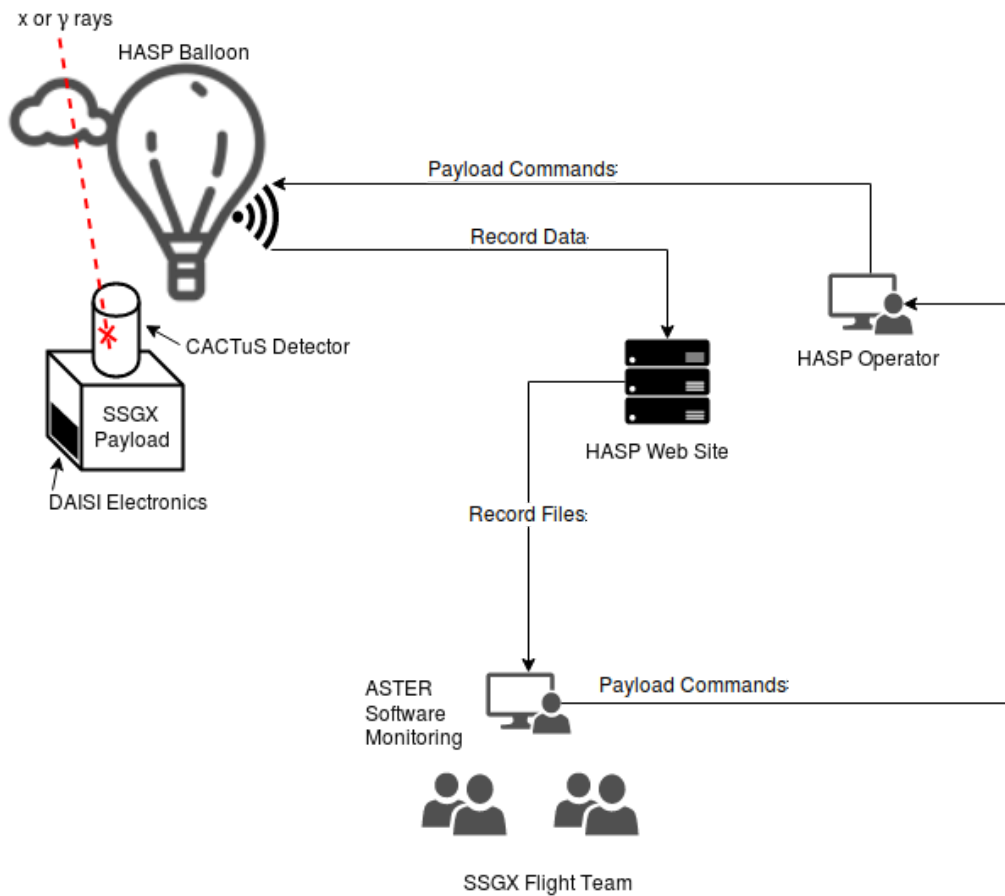 x or γ rays
HASP Balloon
Payload Commands:
Record Data:
CACTuS Detector
HASP Operator
SSGX
Payload
HASP Web Site
DAISI Electronics
Record Files:
ASTER
Software
Monitoring
Payload Commands:
SSGX Flight Team